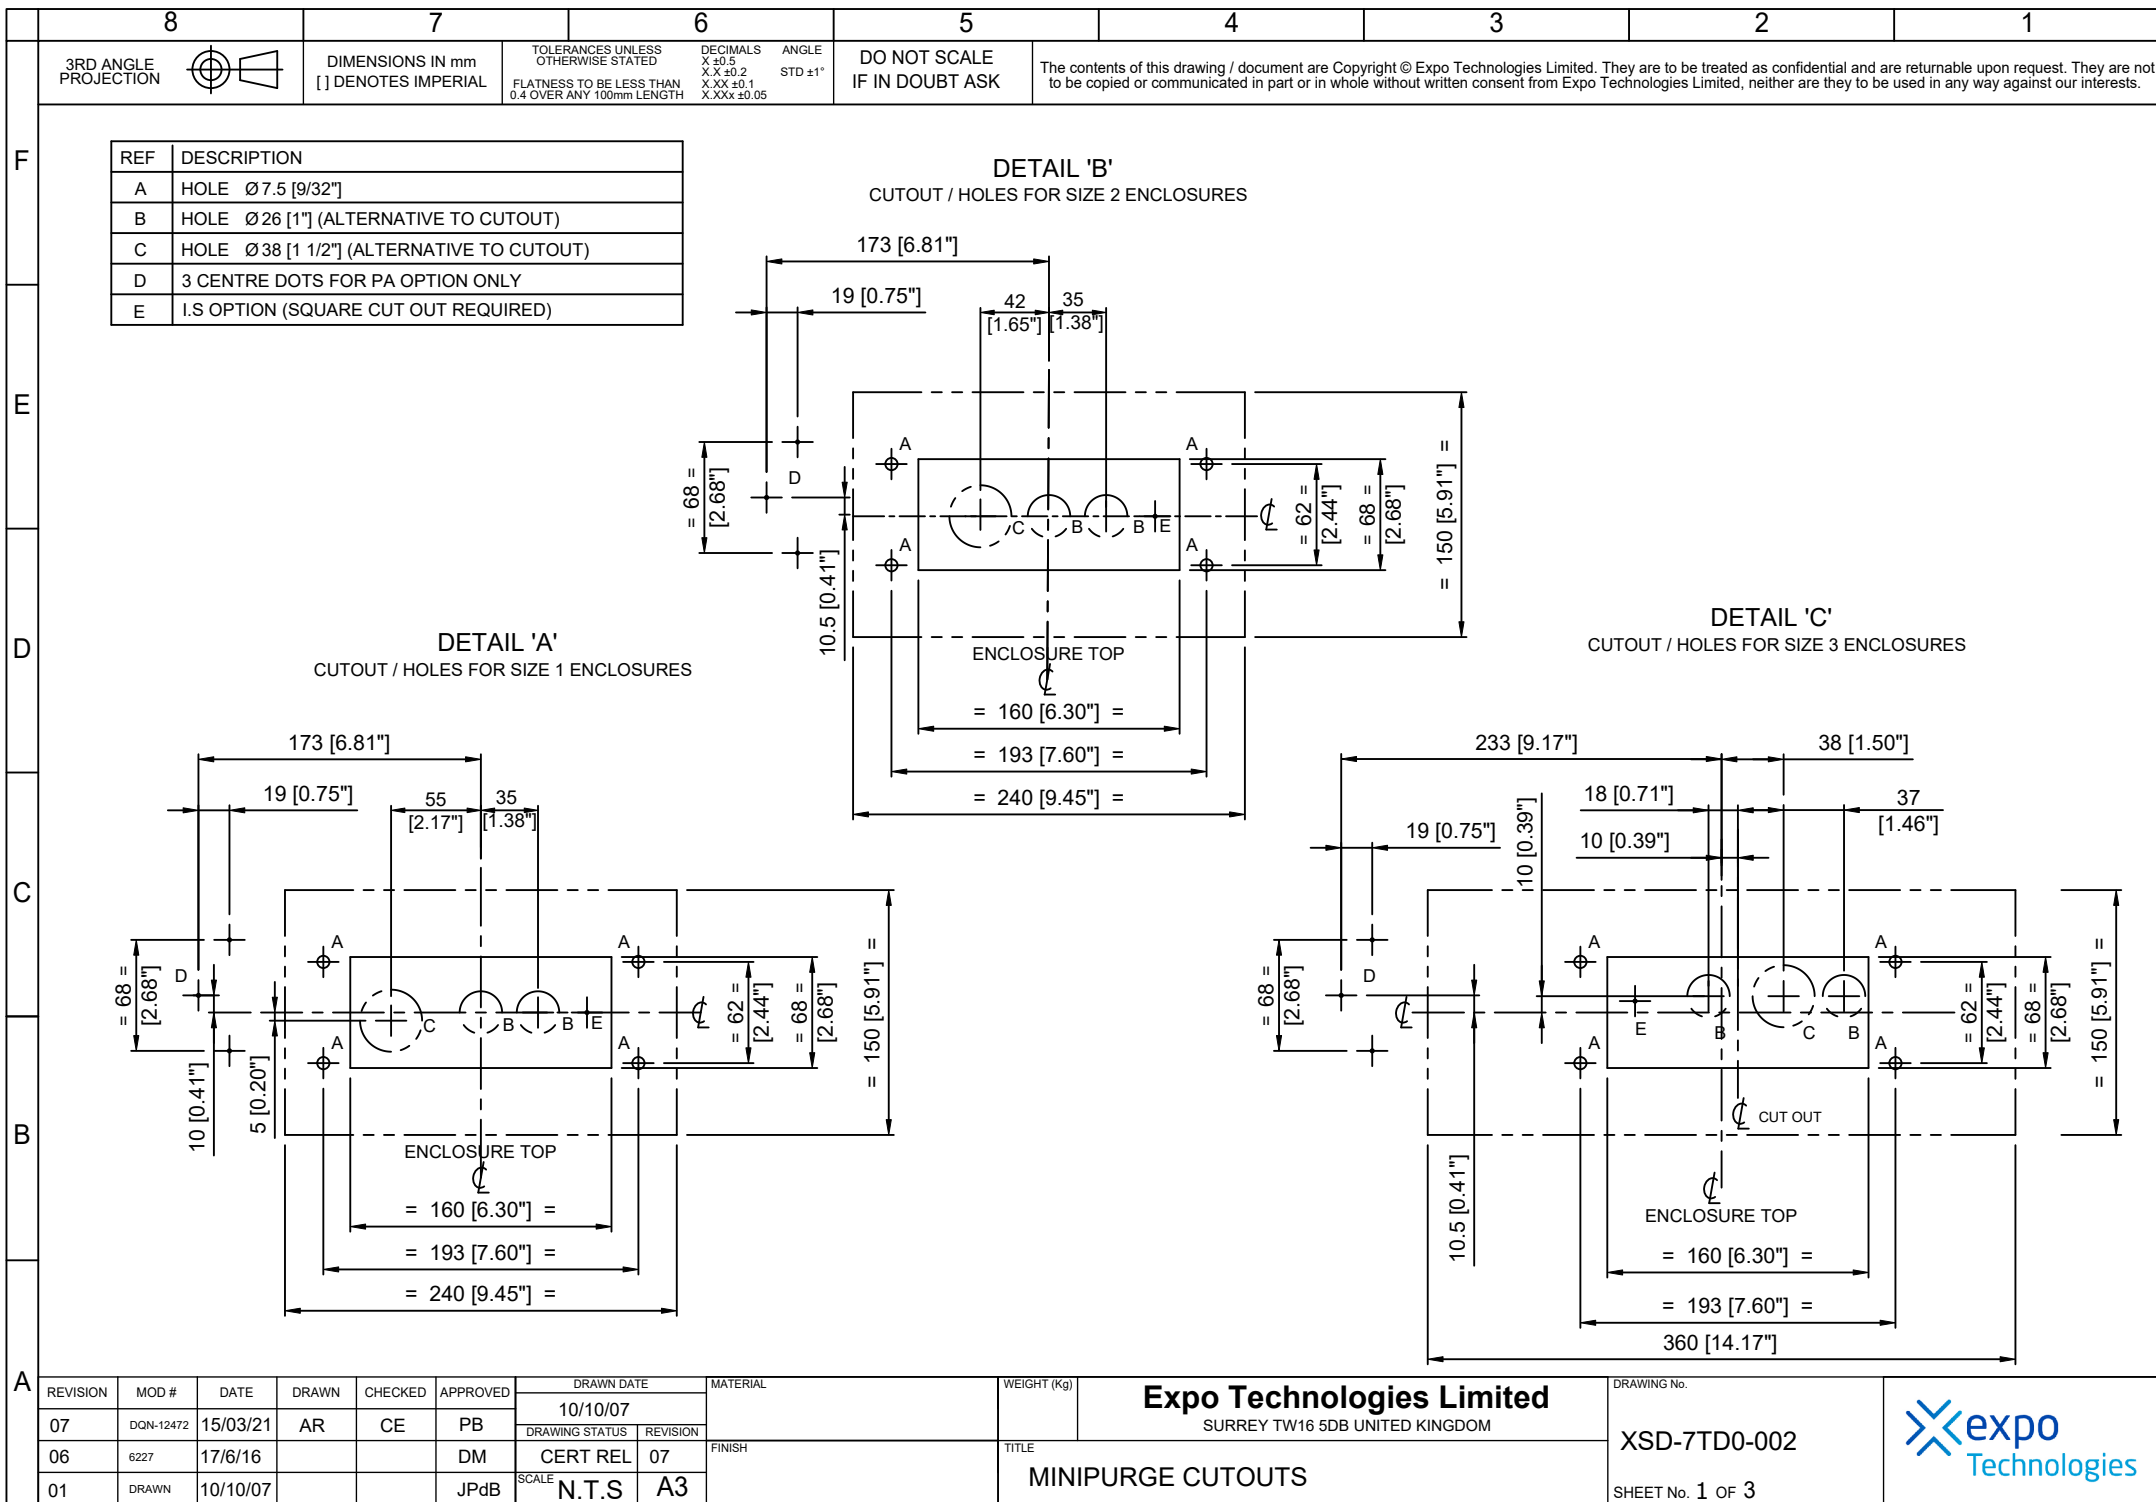 8 7 6 5 4 3 2 1
3RD ANGLE
PROJECTION
DIMENSIONS IN mm
[ ] DENOTES IMPERIAL
TOLERANCES UNLESS
OTHERWISE STATED
FLATNESS TO BE LESS THAN
0.4 OVER ANY 100mm LENGTH
DECIMALS
X ±0.5
X.X ±0.2
X.XX ±0.1
X.XXx ±0.05
ANGLE
STD ±1°
DO NOT SCALE
IF IN DOUBT ASK
The contents of this drawing / document are Copyright © Expo Technologies Limited. They are to be treated as confidential and are returnable upon request. They are not
to be copied or communicated in part or in whole without written consent from Expo Technologies Limited, neither are they to be used in any way against our interests.
F
E
D
C
B
A
REF DESCRIPTION
A HOLE Ø7.5 [9/32"]
B HOLE Ø26 [1"] (ALTERNATIVE TO CUTOUT)
C HOLE Ø38 [1 1/2"] (ALTERNATIVE TO CUTOUT)
D 3 CENTRE DOTS FOR PA OPTION ONLY
E I.S OPTION (SQUARE CUT OUT REQUIRED)
DETAIL 'B'
CUTOUT / HOLES FOR SIZE 2 ENCLOSURES
173 [6.81"]
19 [0.75"]
42
[1.65"]
35
[1.38"]
A
A
D
C
B
B
E
A
A
℄
= 68 =
[2.68"]
10.5 [0.41"]
= 62 =
[2.44"]
= 68 =
[2.68"]
= 150 [5.91"] =
ENCLOSURE TOP
℄
= 160 [6.30"] =
= 193 [7.60"] =
= 240 [9.45"] =
DETAIL 'A'
CUTOUT / HOLES FOR SIZE 1 ENCLOSURES
173 [6.81"]
19 [0.75"]
55
[2.17"]
35
[1.38"]
A
A
D
C
B
B
E
A
A
℄
= 68 =
[2.68"]
10 [0.41"]
5 [0.20"]
= 62 =
[2.44"]
= 68 =
[2.68"]
= 150 [5.91"] =
ENCLOSURE TOP
℄
= 160 [6.30"] =
= 193 [7.60"] =
= 240 [9.45"] =
DETAIL 'C'
CUTOUT / HOLES FOR SIZE 3 ENCLOSURES
233 [9.17"]
38 [1.50"]
18 [0.71"]
37
[1.46"]
19 [0.75"]
10 [0.39"]
10 [0.39"]
A
A
D
E
B
C
B
A
A
℄
= 68 =
[2.68"]
10.5 [0.41"]
= 62 =
[2.44"]
= 68 =
[2.68"]
= 150 [5.91"] =
℄ CUT OUT
℄
ENCLOSURE TOP
= 160 [6.30"] =
= 193 [7.60"] =
360 [14.17"]
REVISION MOD # DATE DRAWN CHECKED APPROVED
07 DQN-12472 15/03/21 AR CE PB
06 6227 17/6/16 DM
01 DRAWN 10/10/07 JPdB
DRAWN DATE
10/10/07
DRAWING STATUS REVISION
CERT REL 07
SCALE N.T.S A3
MATERIAL
FINISH
WEIGHT (Kg)
Expo Technologies Limited
SURREY TW16 5DB UNITED KINGDOM
TITLE
MINIPURGE CUTOUTS
DRAWING No.
XSD-7TD0-002
SHEET No. 1 OF 3
expo
Technologies